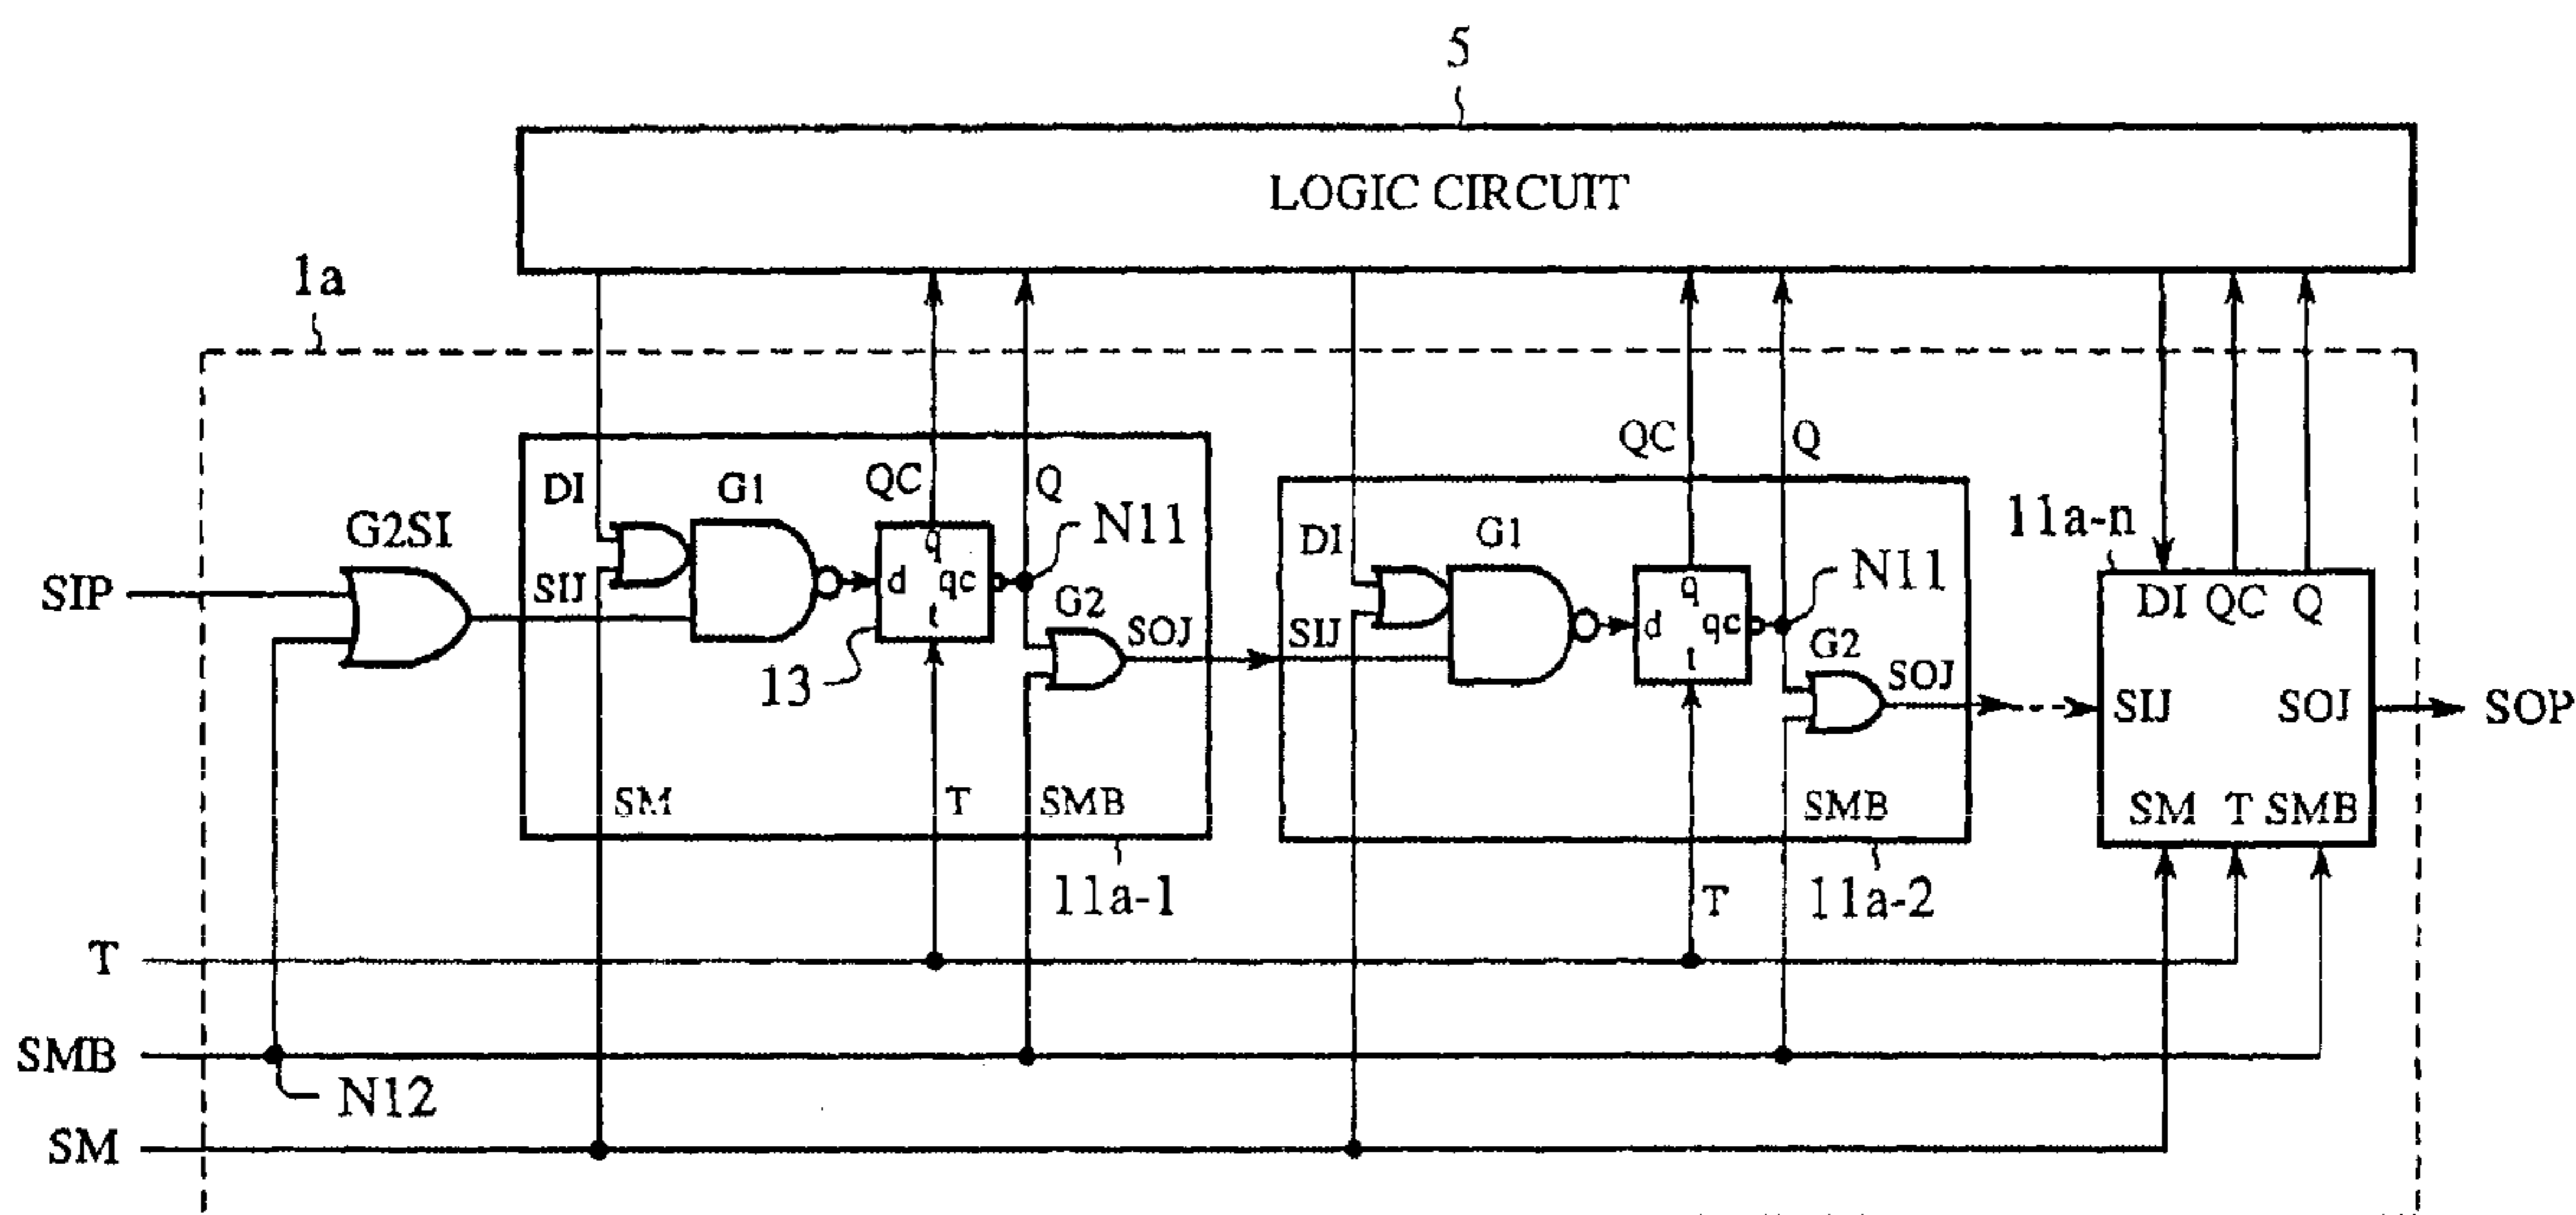 5
LOGIC CIRCUIT
1a
QC
Q
DI
G1
QC
Q
N11
G2SI
DI
G1
N11
11a-n
SIP
SIJ
d
q
qc
t
G2
SOJ
SIJ
d
q
qc
t
G2
SOJ
DI QC Q
13
SIJ
SOJ
SOP
SM
T
SMB
SMB
SM T SMB
11a-1
T
11a-2
T
SMB
N12
SM